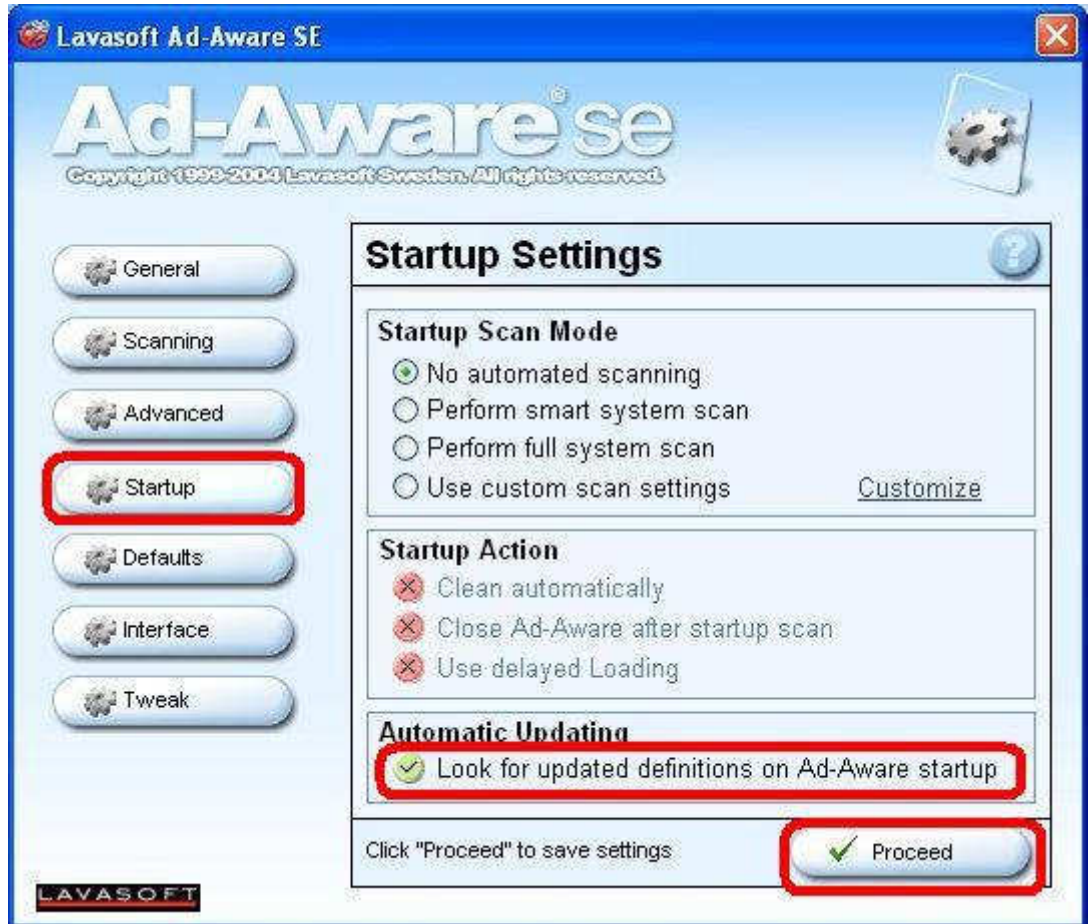 Lavasoft Ad-Aware SE
Ad-Aware® se
Copyright 1999-2004 Lavasoft Sweden. All rights reserved.
General
Scanning
Advanced
Startup
Defaults
Interface
Tweak
Startup Settings
?
Startup Scan Mode
No automated scanning
Perform smart system scan
Perform full system scan
Use custom scan settings Customize
Startup Action
Clean automatically
Close Ad-Aware after startup scan
Use delayed Loading
Automatic Updating
Look for updated definitions on Ad-Aware startup
Click "Proceed" to save settings
Proceed
LAVASOFT